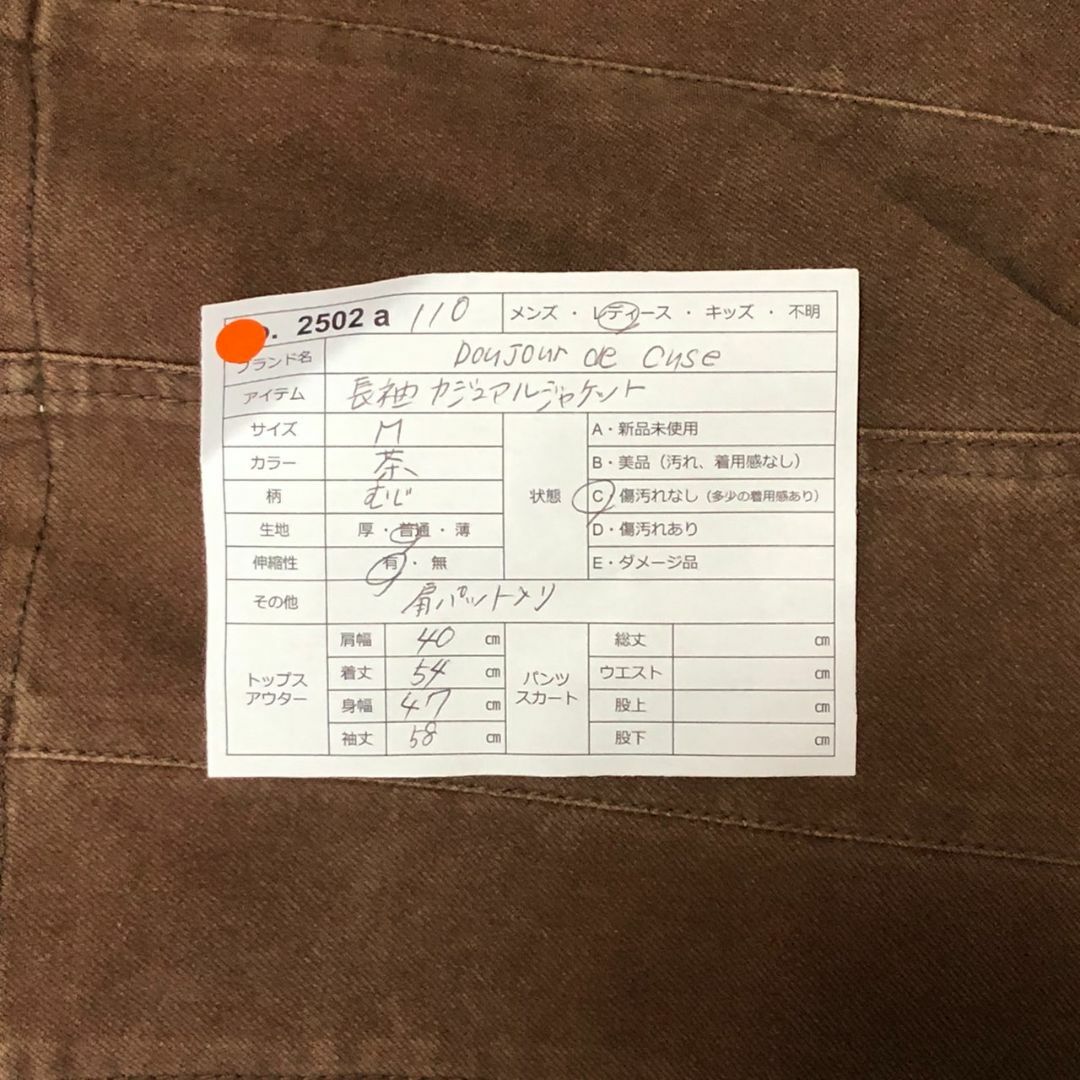 o. 2502 a 110 メンズ ・ レディース ・ キッズ ・ 不明
ブランド名 DOUJOUR de Cuse
アイテム 長袖カジュアルジャケット
サイズ M A・新品未使用
カラー 茶 B・美品（汚れ、着用感なし）
柄 むじ 状態 C・傷汚れなし（多少の着用感あり）
生地 厚・普通・薄 D・傷汚れあり
伸縮性 有・無 E・ダメージ品
その他 肩パットメリ
肩幅 40 cm 総丈 cm
トップス アウター 着丈 54 cm パンツ スカート ウエスト cm
身幅 47 cm 股上 cm
袖丈 58 cm 股下 cm